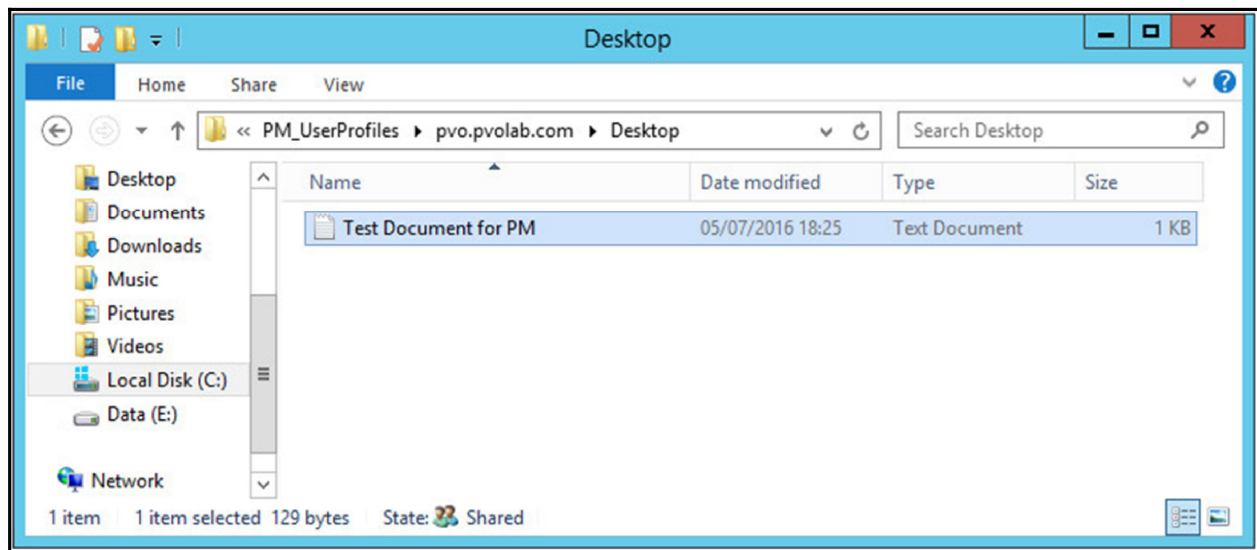 Desktop
File Home Share View
« PM_UserProfiles ▸ pvo.pvolab.com ▸ Desktop Search Desktop
Desktop
Documents
Downloads
Music
Pictures
Videos
Local Disk (C:)
Data (E:)
Network
Name Date modified Type Size
Test Document for PM 05/07/2016 18:25 Text Document 1 KB
1 item 1 item selected 129 bytes State: Shared